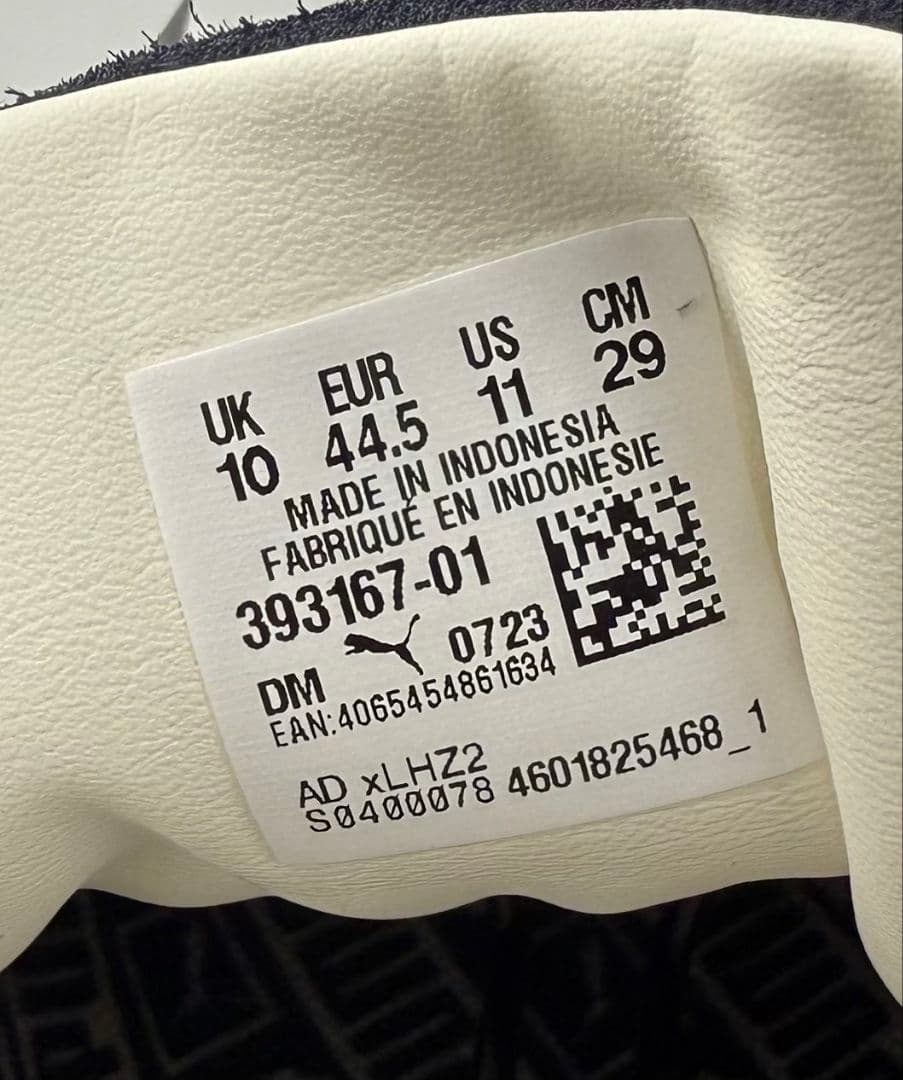 UK EUR US CM
10 44.5 11 29
MADE IN INDONESIA
FABRIQUÉ EN INDONESIE
393167-01
DM 0723
EAN:4065454861634
AD xLHZ2
S0400078 4601825468_1